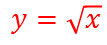 y = √x